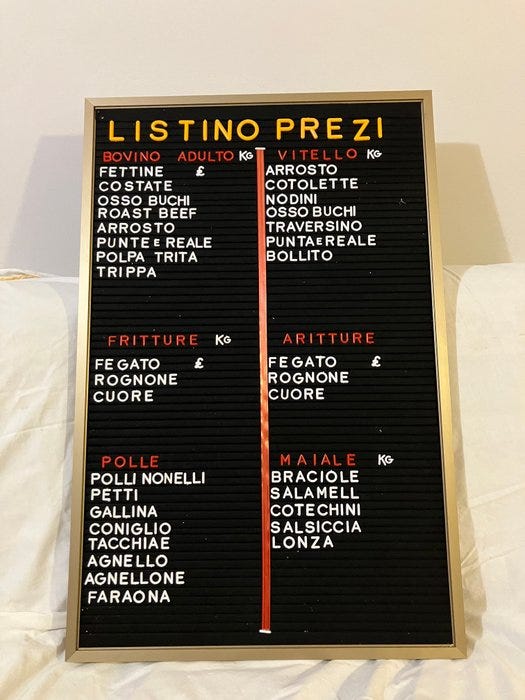 LISTINO PREZI
BOVINO ADULTO KG
FETTINE £
COSTATE
OSSO BUCHI
ROAST BEEF
ARROSTO
PUNTE E REALE
POLPA TRITA
TRIPPA
VITELLO KG
ARROSTO
COTOLETTE
NODINI
OSSO BUCHI
TRAVERSINO
PUNTA E REALE
BOLLITO
FRITTURE KG
FEGATO £
ROGNONE
CUORE
ARITTURE
FEGATO £
ROGNONE
CUORE
POLLE
POLLI NONELLI
PETTI
GALLINA
CONIGLIO
TACCHIAE
AGNELLO
AGNELLONE
FARAONA
MAIALE KG
BRACIOLE
SALAMELL
COTECHINI
SALSICCIA
LONZA